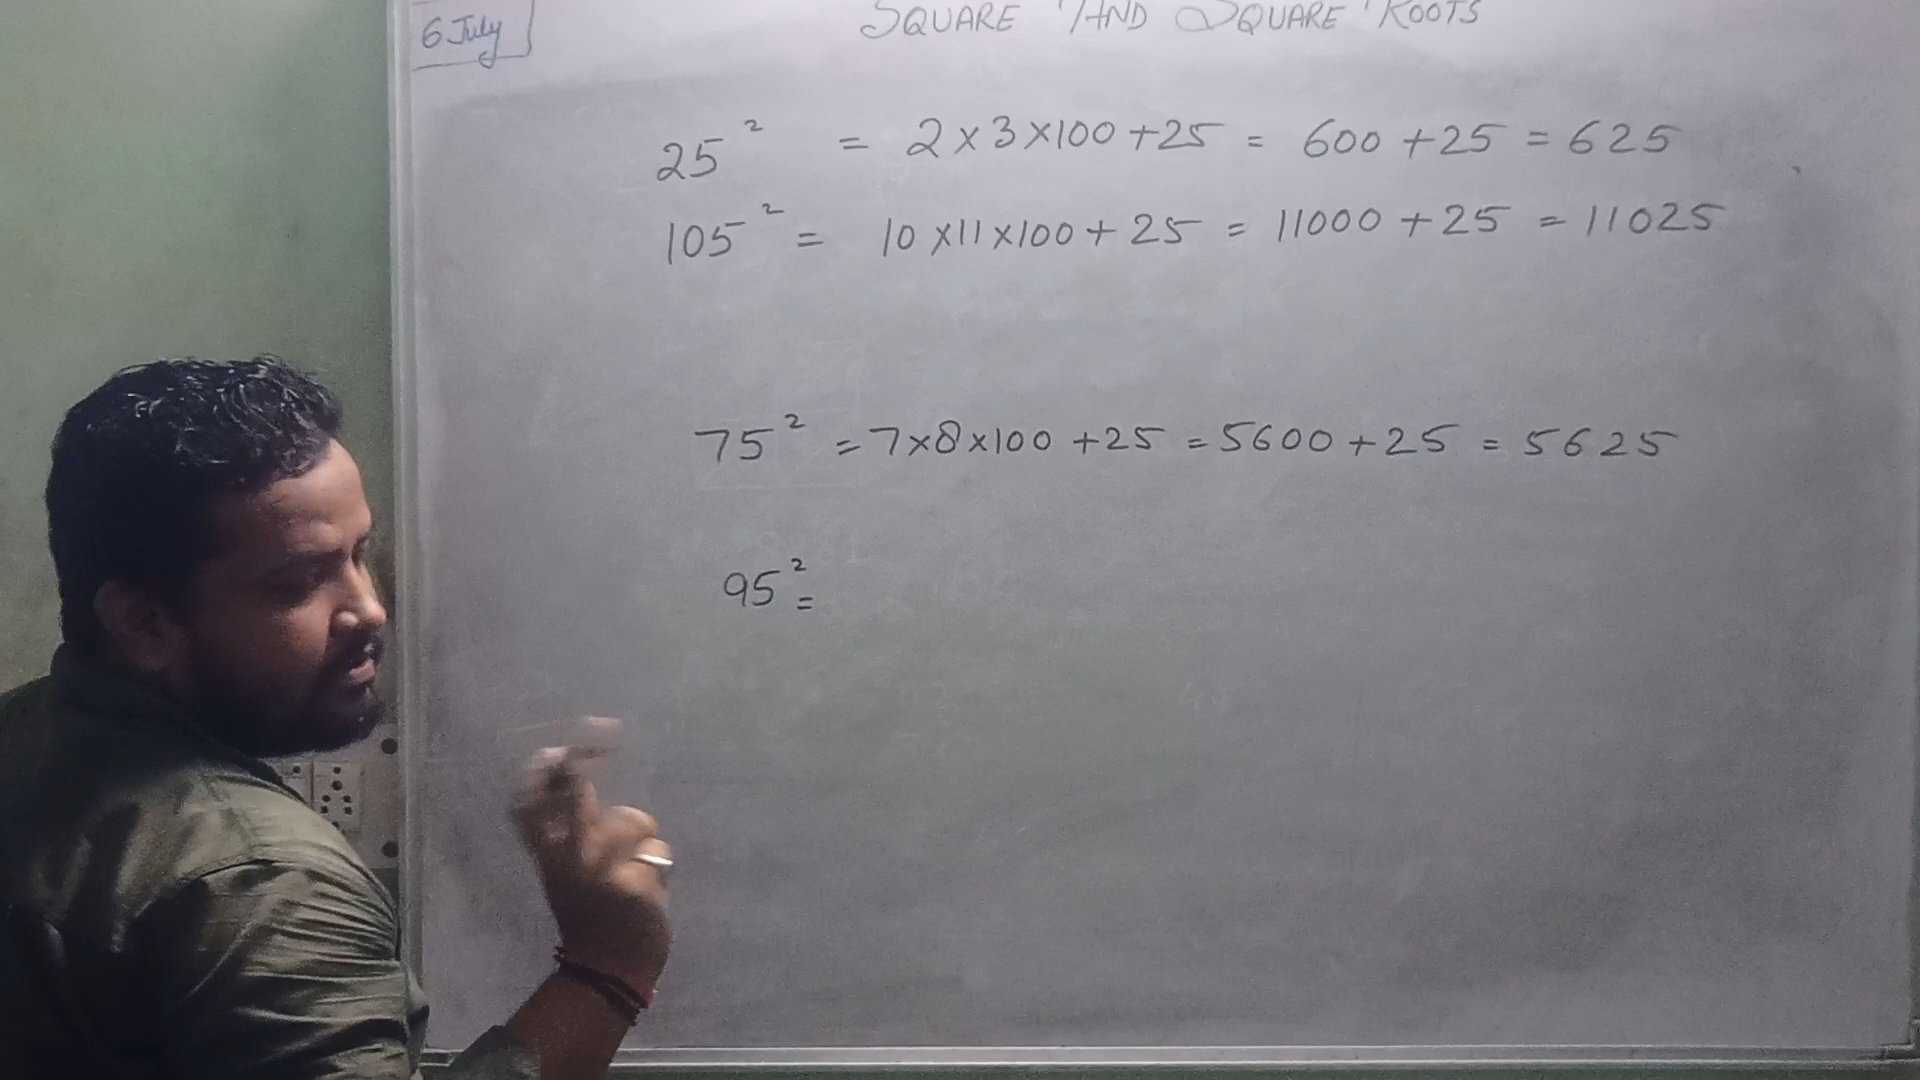 6 July
SQUARE AND SQUARE ROOTS
25² = 2×3×100+25 = 600+25 = 625
105² = 10×11×100+25 = 11000+25 = 11025
75² = 7×8×100+25 = 5600+25 = 5625
95² =